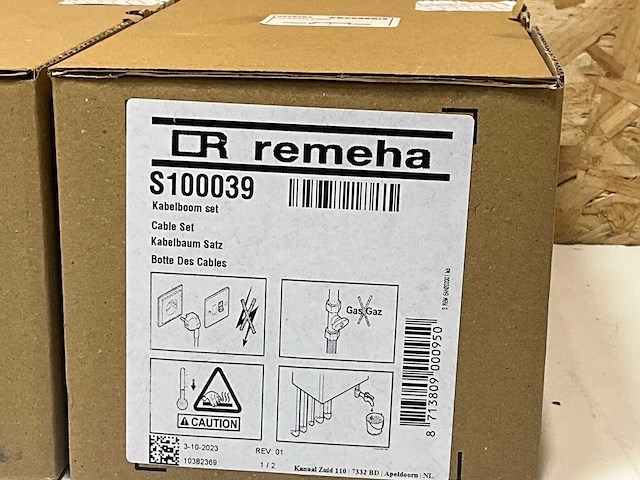 remeha
S100039
Kabelboom set
Cable Set
Kabelbaum Satz
Botte Des Cables
Gas Gaz
CAUTION
8 713809 000950
3-10-2023
10382369
REV: 01
1 / 2
Kanaal Zuid 110 | 7332 BD | Apeldoorn | NL